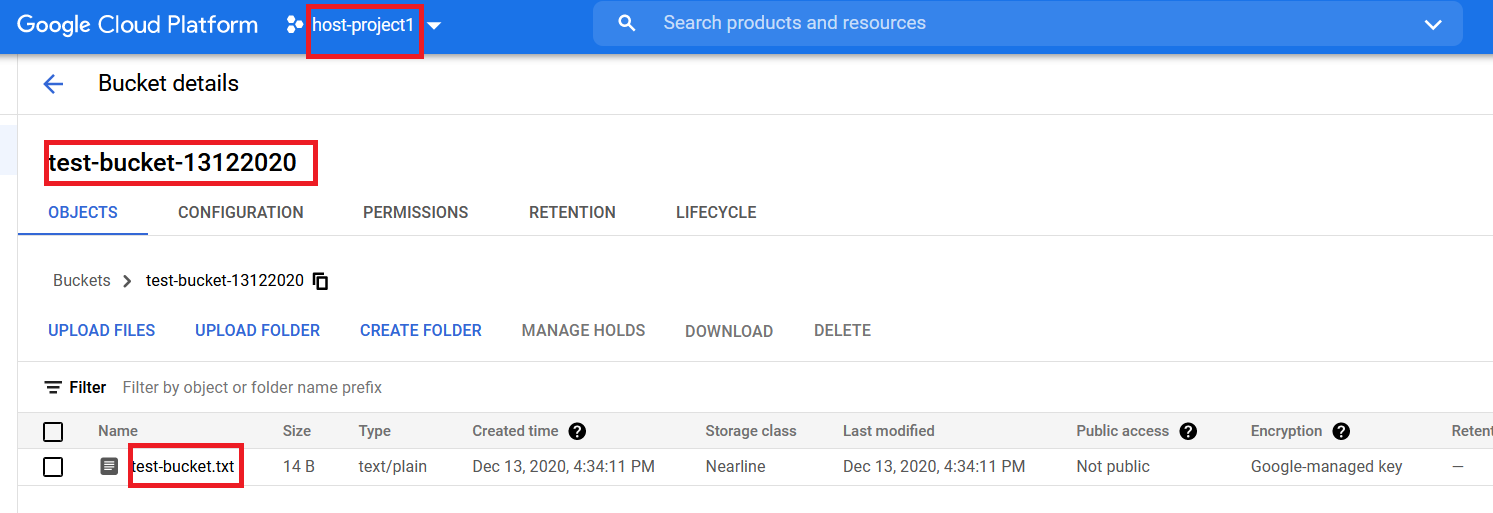 Google Cloud Platform host-project1 Search products and resources
Bucket details
test-bucket-13122020
OBJECTS CONFIGURATION PERMISSIONS RETENTION LIFECYCLE
Buckets test-bucket-13122020
UPLOAD FILES UPLOAD FOLDER CREATE FOLDER MANAGE HOLDS DOWNLOAD DELETE
Filter Filter by object or folder name prefix
Name Size Type Created time ? Storage class Last modified Public access ? Encryption ? Retent
test-bucket.txt 14 B text/plain Dec 13, 2020, 4:34:11 PM Nearline Dec 13, 2020, 4:34:11 PM Not public Google-managed key —